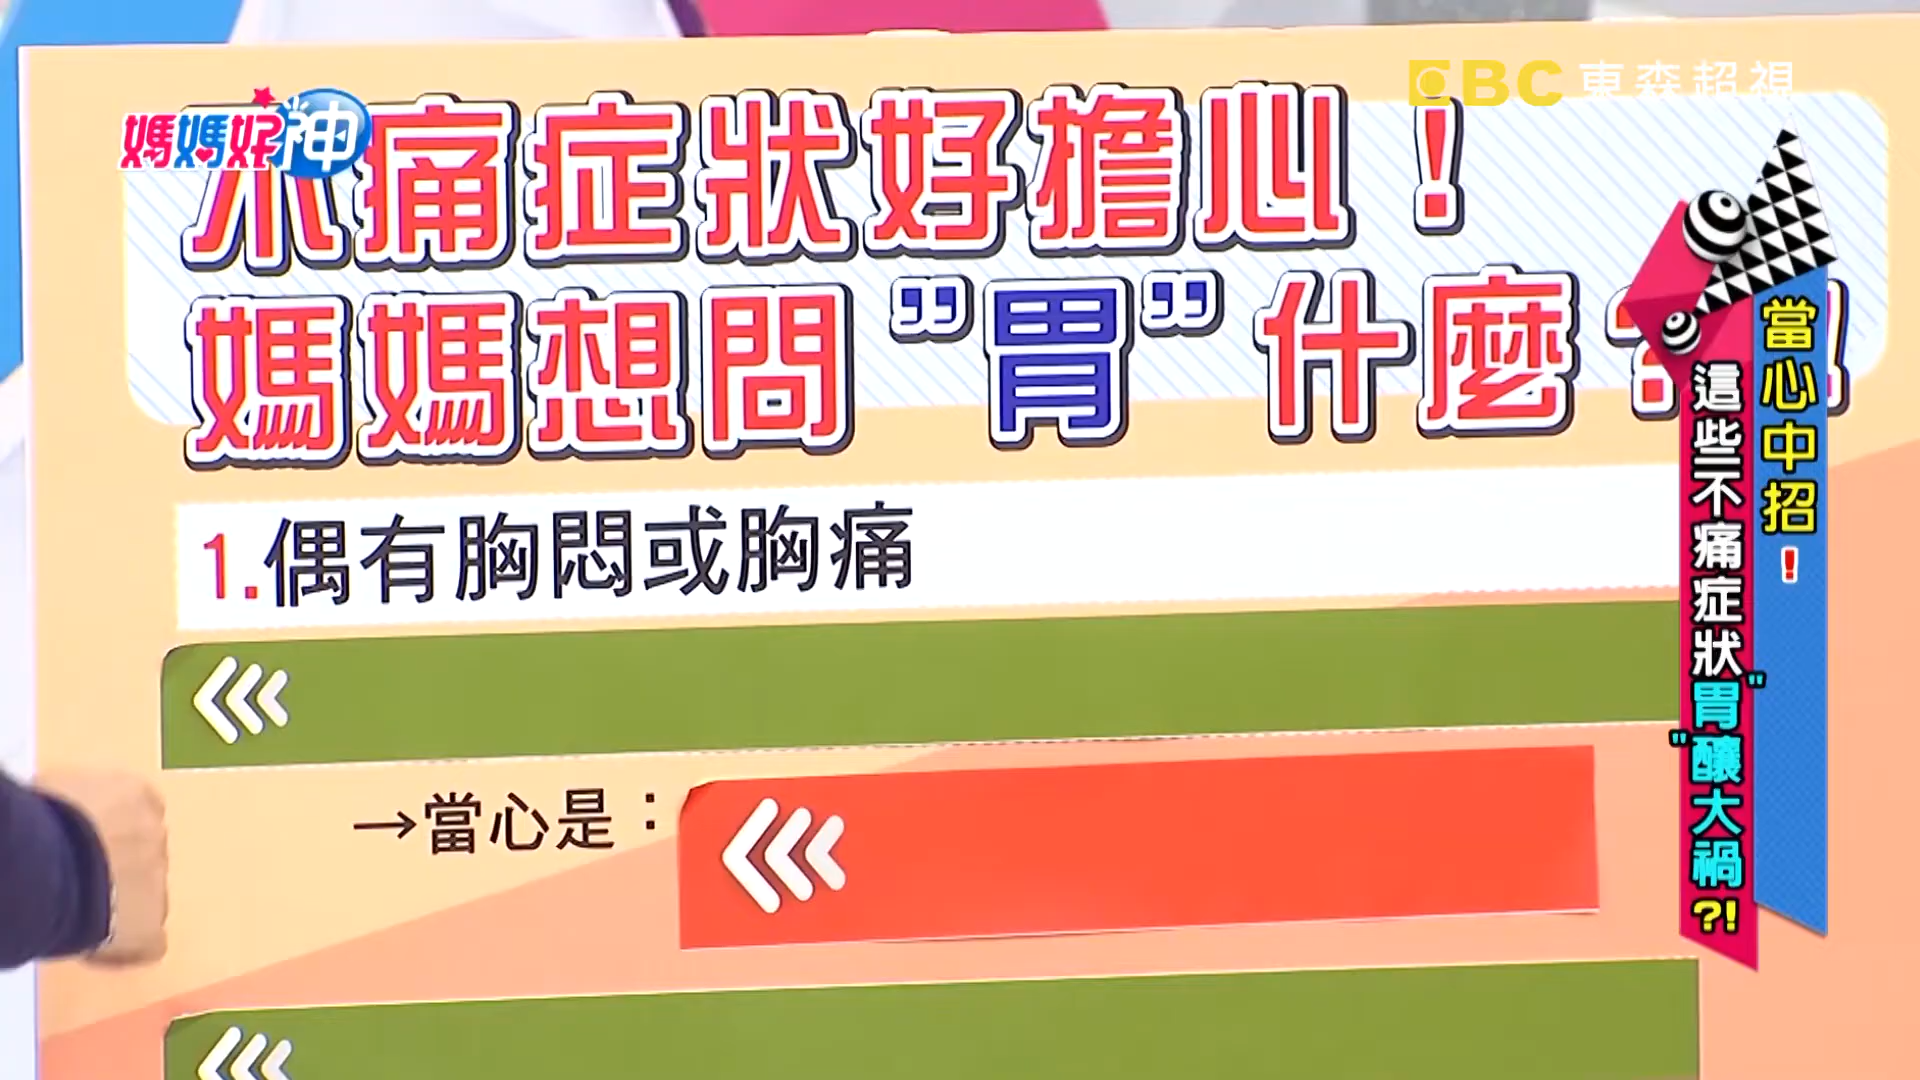 媽媽好神
EBC 東森超視
不痛症狀好擔心！
媽媽想問"胃"什麼？！
1.偶有胸悶或胸痛
→當心是：
當心中招！
這些不痛症狀"胃"釀大禍?!